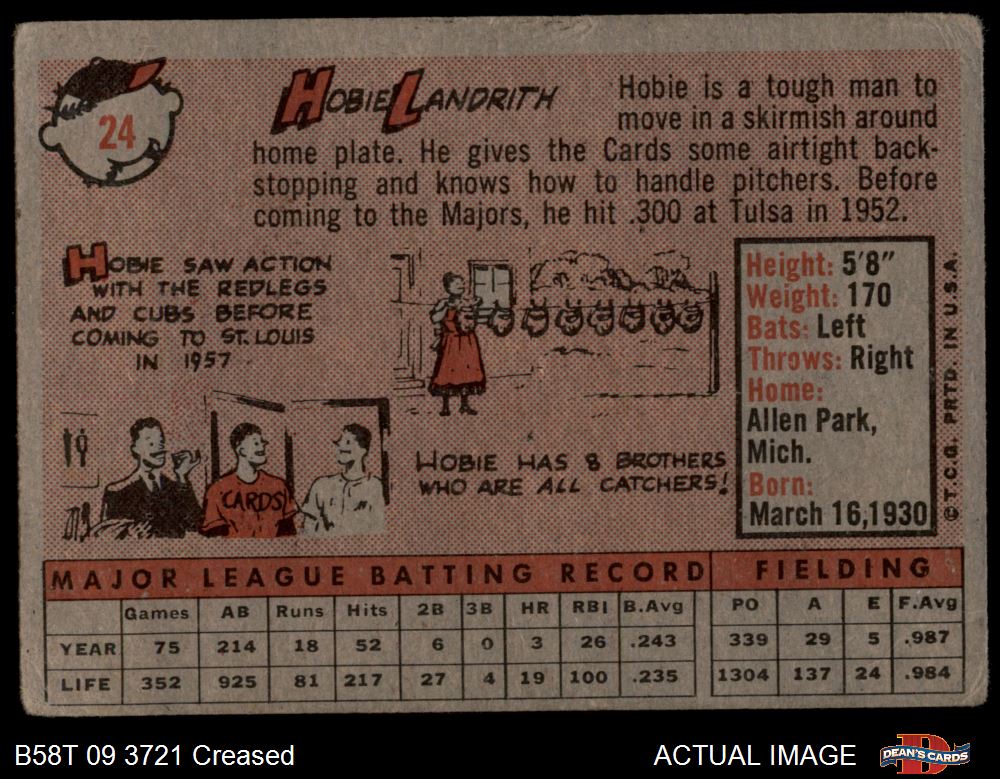 24
HOBIE LANDRITH
Hobie is a tough man to
move in a skirmish around
home plate. He gives the Cards some airtight back-
stopping and knows how to handle pitchers. Before
coming to the Majors, he hit .300 at Tulsa in 1952.
HOBIE SAW ACTION
WITH THE REDLEGS
AND CUBS BEFORE
COMING TO ST. LOUIS
IN 1957
CARDS
HOBIE HAS 8 BROTHERS
WHO ARE ALL CATCHERS!
Height: 5'8"
Weight: 170
Bats: Left
Throws: Right
Home:
Allen Park,
Mich.
Born:
March 16, 1930
© T.C.G. PRTD. IN U.S.A.
MAJOR LEAGUE BATTING RECORD FIELDING
Games AB Runs Hits 2B 3B HR RBI B.Avg PO A E F.Avg
YEAR 75 214 18 52 6 0 3 26 .243 339 29 5 .987
LIFE 352 925 81 217 27 4 19 100 .235 1304 137 24 .984
B58T 09 3721 Creased ACTUAL IMAGE DEAN'S CARDS